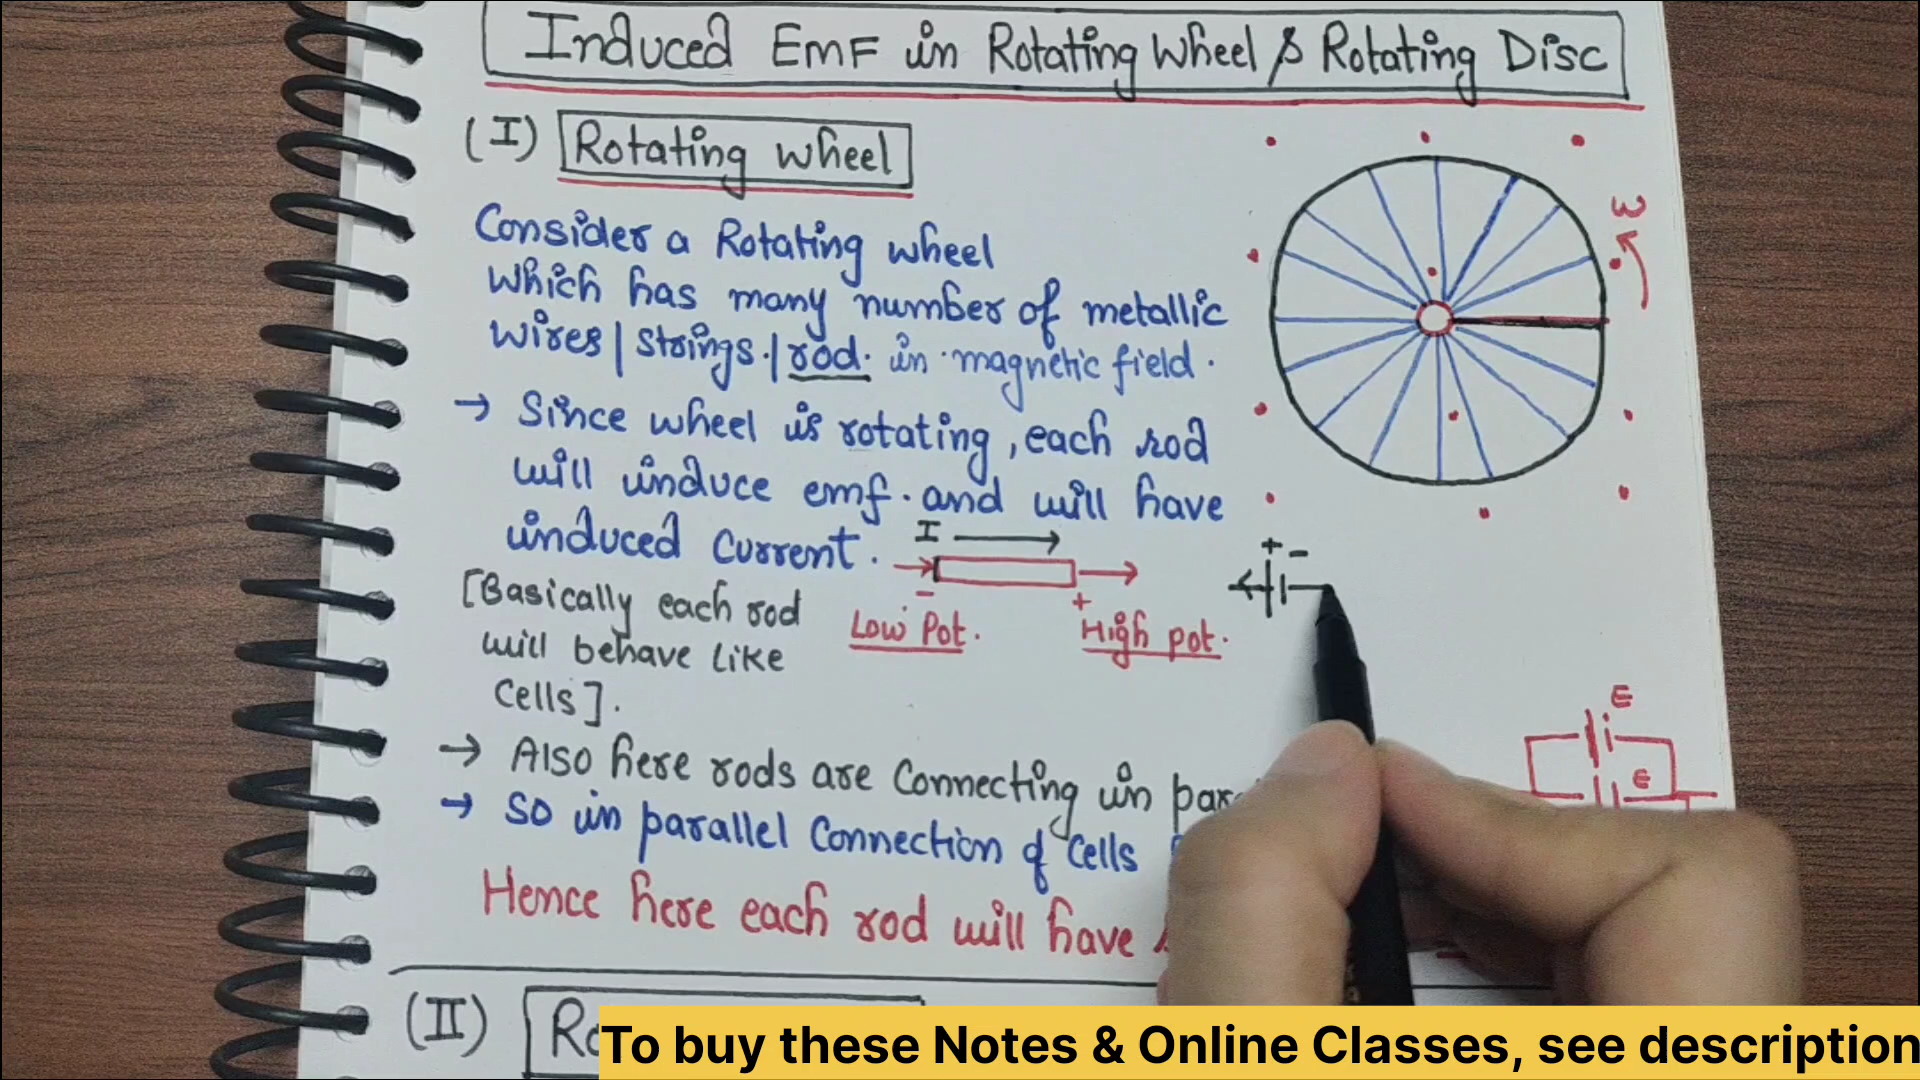 Induced EmF in Rotating wheel & Rotating Disc
(I) Rotating wheel
Consider a Rotating wheel
which has many number of metallic
wires | strings. | rod. in magnetic field.
→ Since wheel is rotating, each rod
will induce emf. and will have
induced current.
I
- +
Low Pot. High pot.
ω
+ -
[Basically each rod
will behave like
cells].
E
E
→ Also here rods are connecting in
→ So in parallel connection of cells
Hence here each rod will have
(II)
To buy these Notes & Online Classes, see description